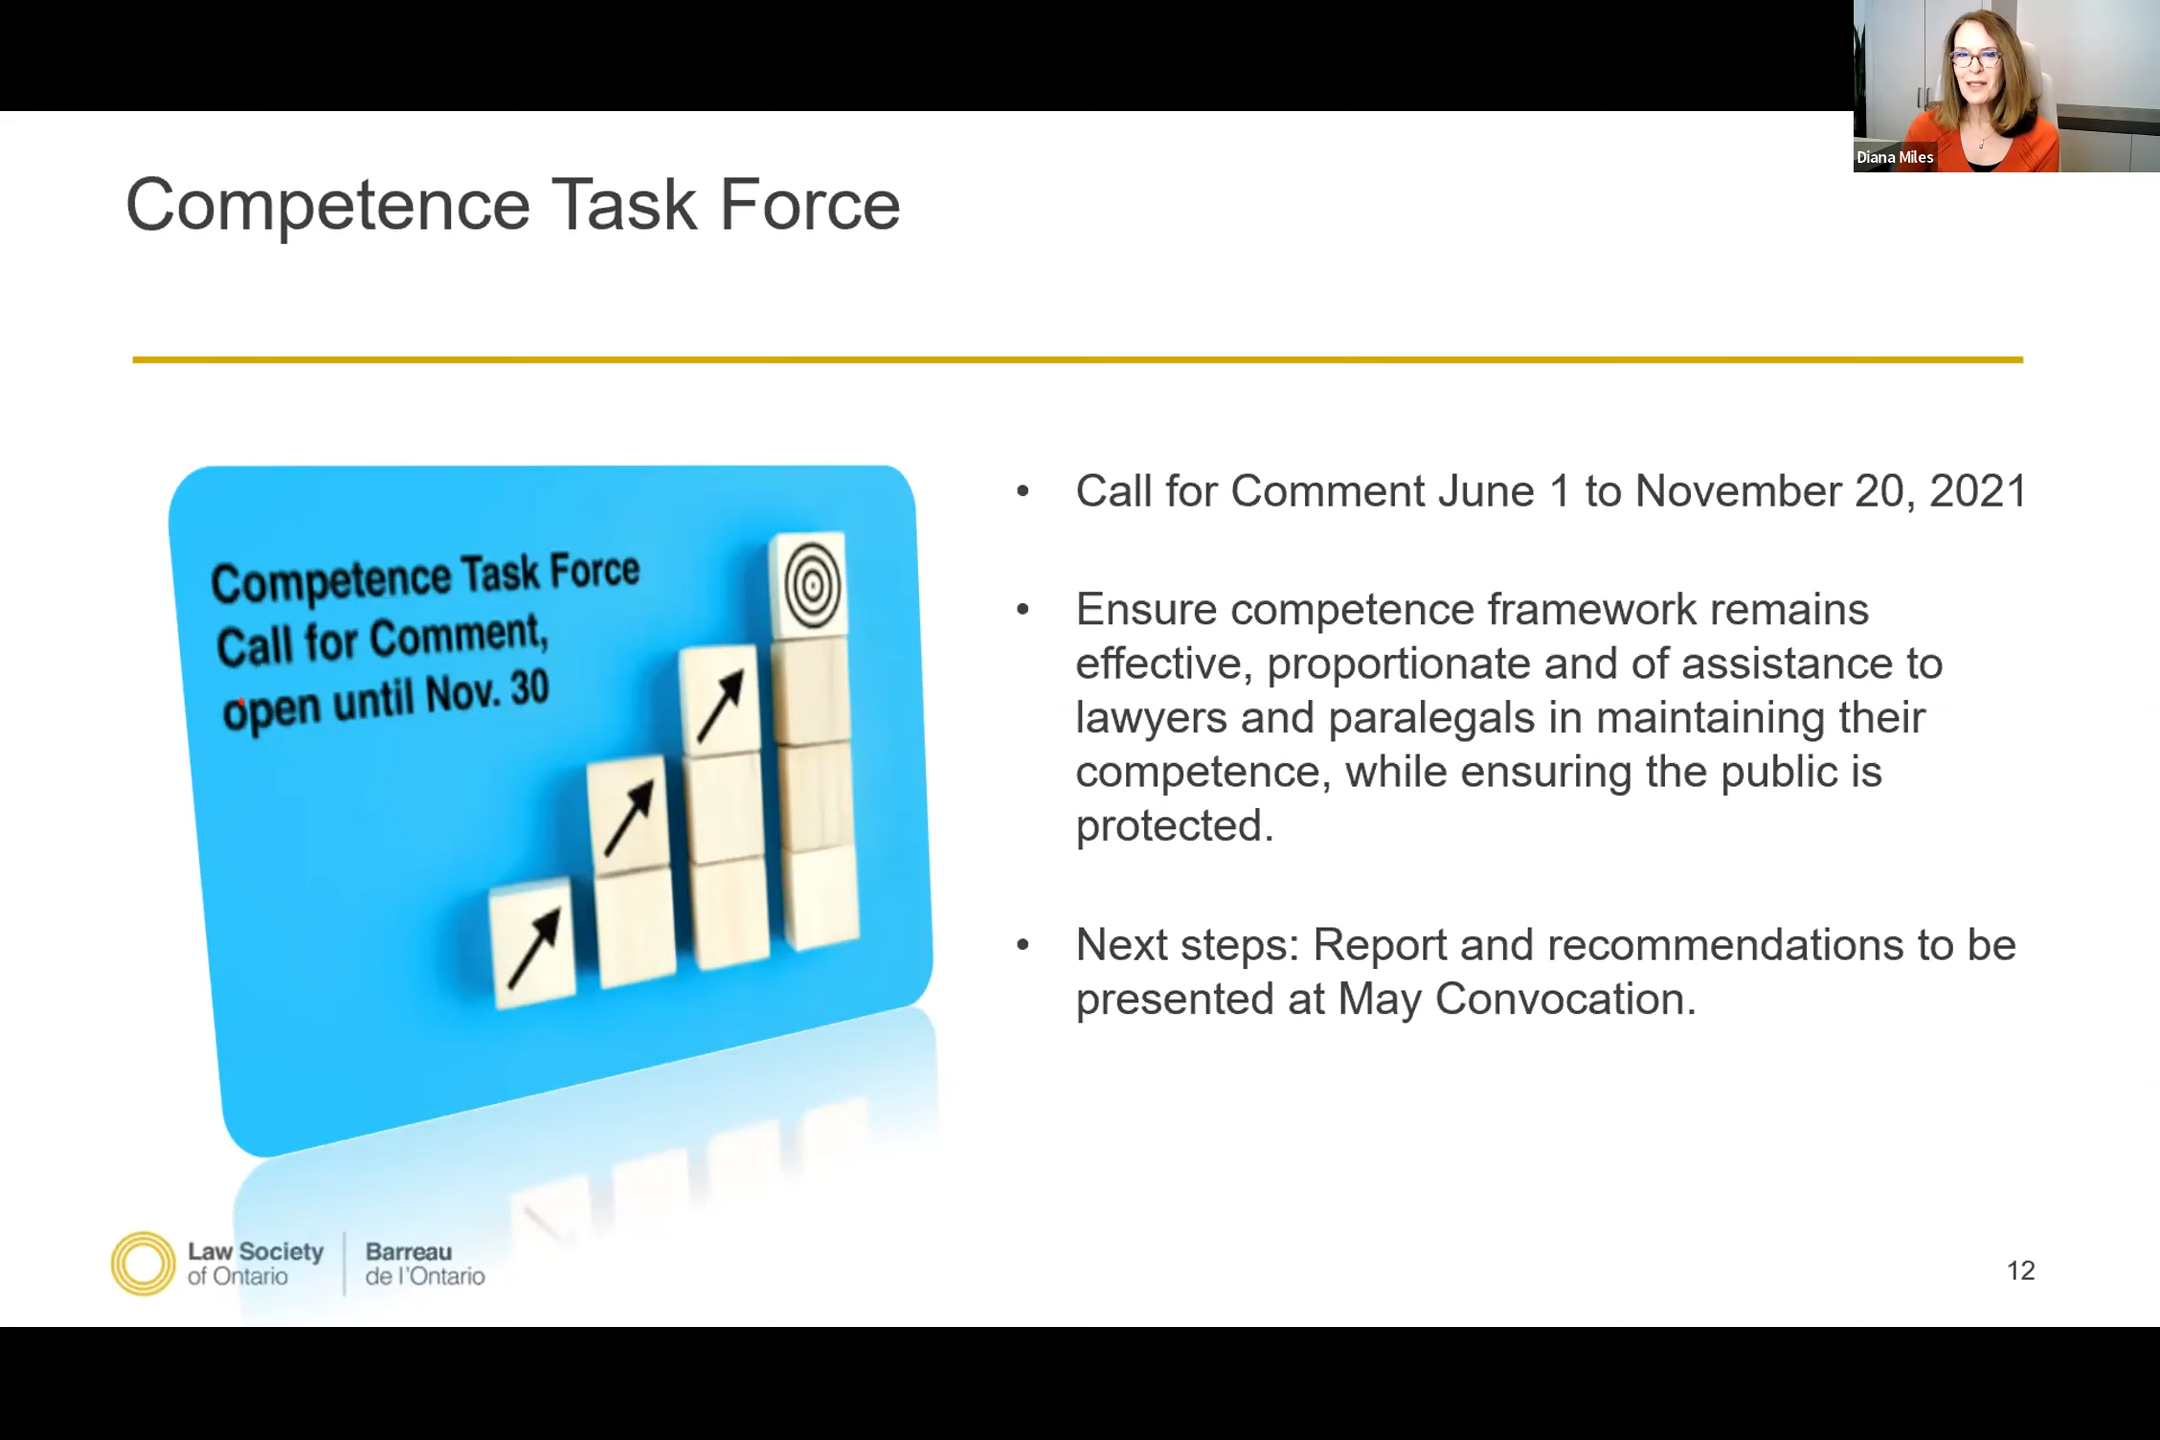 Diana Miles
Competence Task Force
Competence Task Force
Call for Comment,
open until Nov. 30
• Call for Comment June 1 to November 20, 2021
• Ensure competence framework remains
effective, proportionate and of assistance to
lawyers and paralegals in maintaining their
competence, while ensuring the public is
protected.
• Next steps: Report and recommendations to be
presented at May Convocation.
Law Society
of Ontario
Barreau
de l'Ontario
12